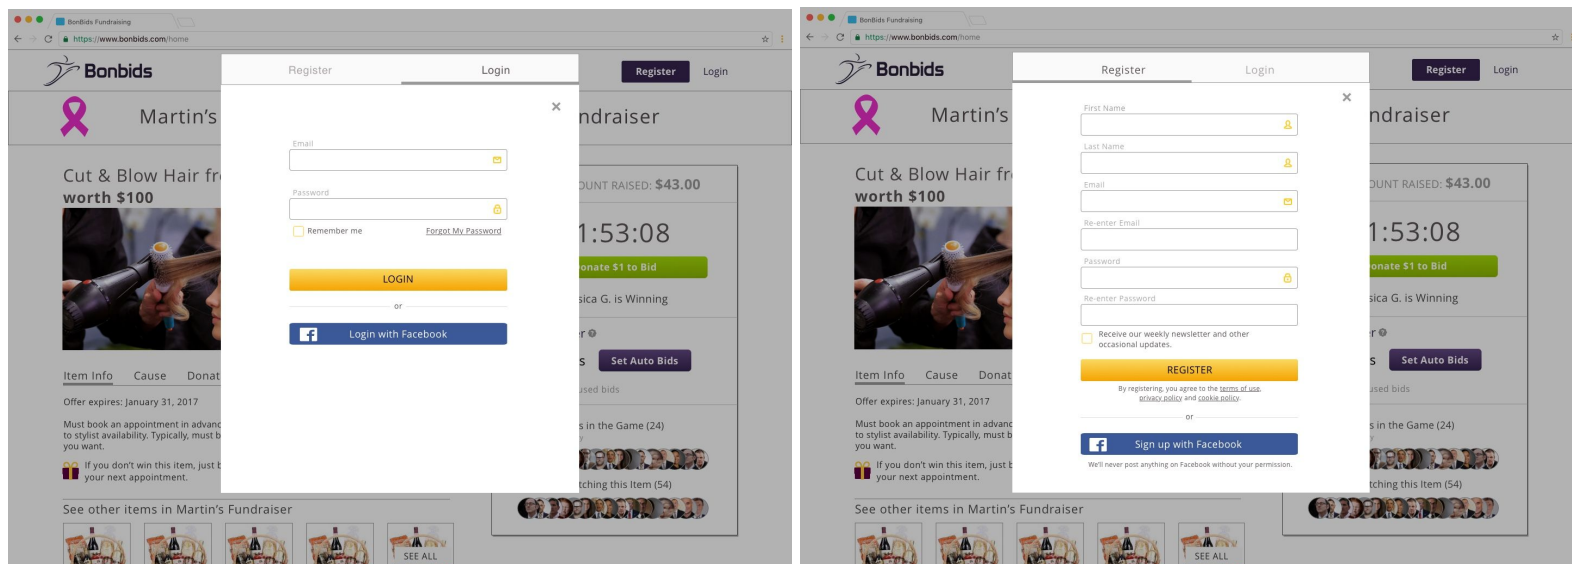 BonBids Fundraising
https://www.bonbids.com/home
Bonbids
Register
Login
Register
Login
Martin's
ndraiser
Cut & Blow Hair fr
worth $100
Email
Password
Remember me
Forgot My Password
LOGIN
or
Login with Facebook
OUNT RAISED: $43.00
1:53:08
onate $1 to Bid
sica G. is Winning
r
s
Set Auto Bids
used bids
Item Info
Cause
Donat
Offer expires: January 31, 2017
Must book an appointment in advanc
to stylist availability. Typically, must b
you want.
If you don't win this item, just b
your next appointment.
s in the Game (24)
y
tching this Item (54)
See other items in Martin's Fundraiser
SEE ALL
BonBids Fundraising
https://www.bonbids.com/home
Bonbids
Register
Login
Register
Login
Martin's
ndraiser
Cut & Blow Hair fr
worth $100
First Name
Last Name
Email
Re-enter Email
Password
Re-enter Password
Receive our weekly newsletter and other
occasional updates.
REGISTER
By registering, you agree to the terms of use,
privacy policy and cookie policy.
or
Sign up with Facebook
We'll never post anything on Facebook without your permission.
OUNT RAISED: $43.00
1:53:08
onate $1 to Bid
sica G. is Winning
r
s
Set Auto Bids
used bids
Item Info
Cause
Donat
Offer expires: January 31, 2017
Must book an appointment in advanc
to stylist availability. Typically, must b
you want.
If you don't win this item, just b
your next appointment.
s in the Game (24)
y
tching this Item (54)
See other items in Martin's Fundraiser
SEE ALL